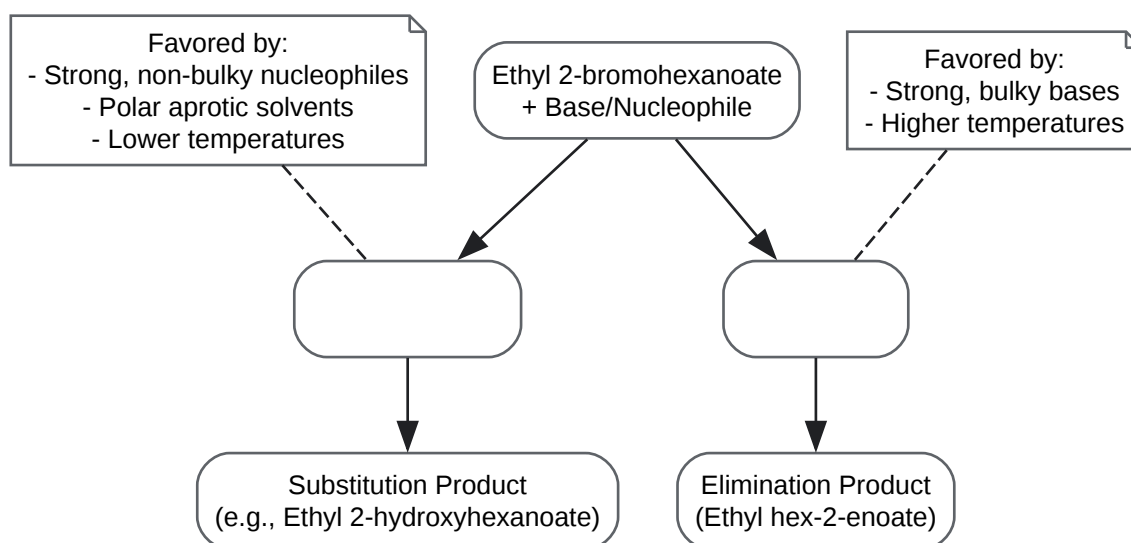 Favored by:
- Strong, non-bulky nucleophiles
- Polar aprotic solvents
- Lower temperatures
Ethyl 2-bromohexanoate
+ Base/Nucleophile
Favored by:
- Strong, bulky bases
- Higher temperatures
Substitution Product
(e.g., Ethyl 2-hydroxyhexanoate)
Elimination Product
(Ethyl hex-2-enoate)